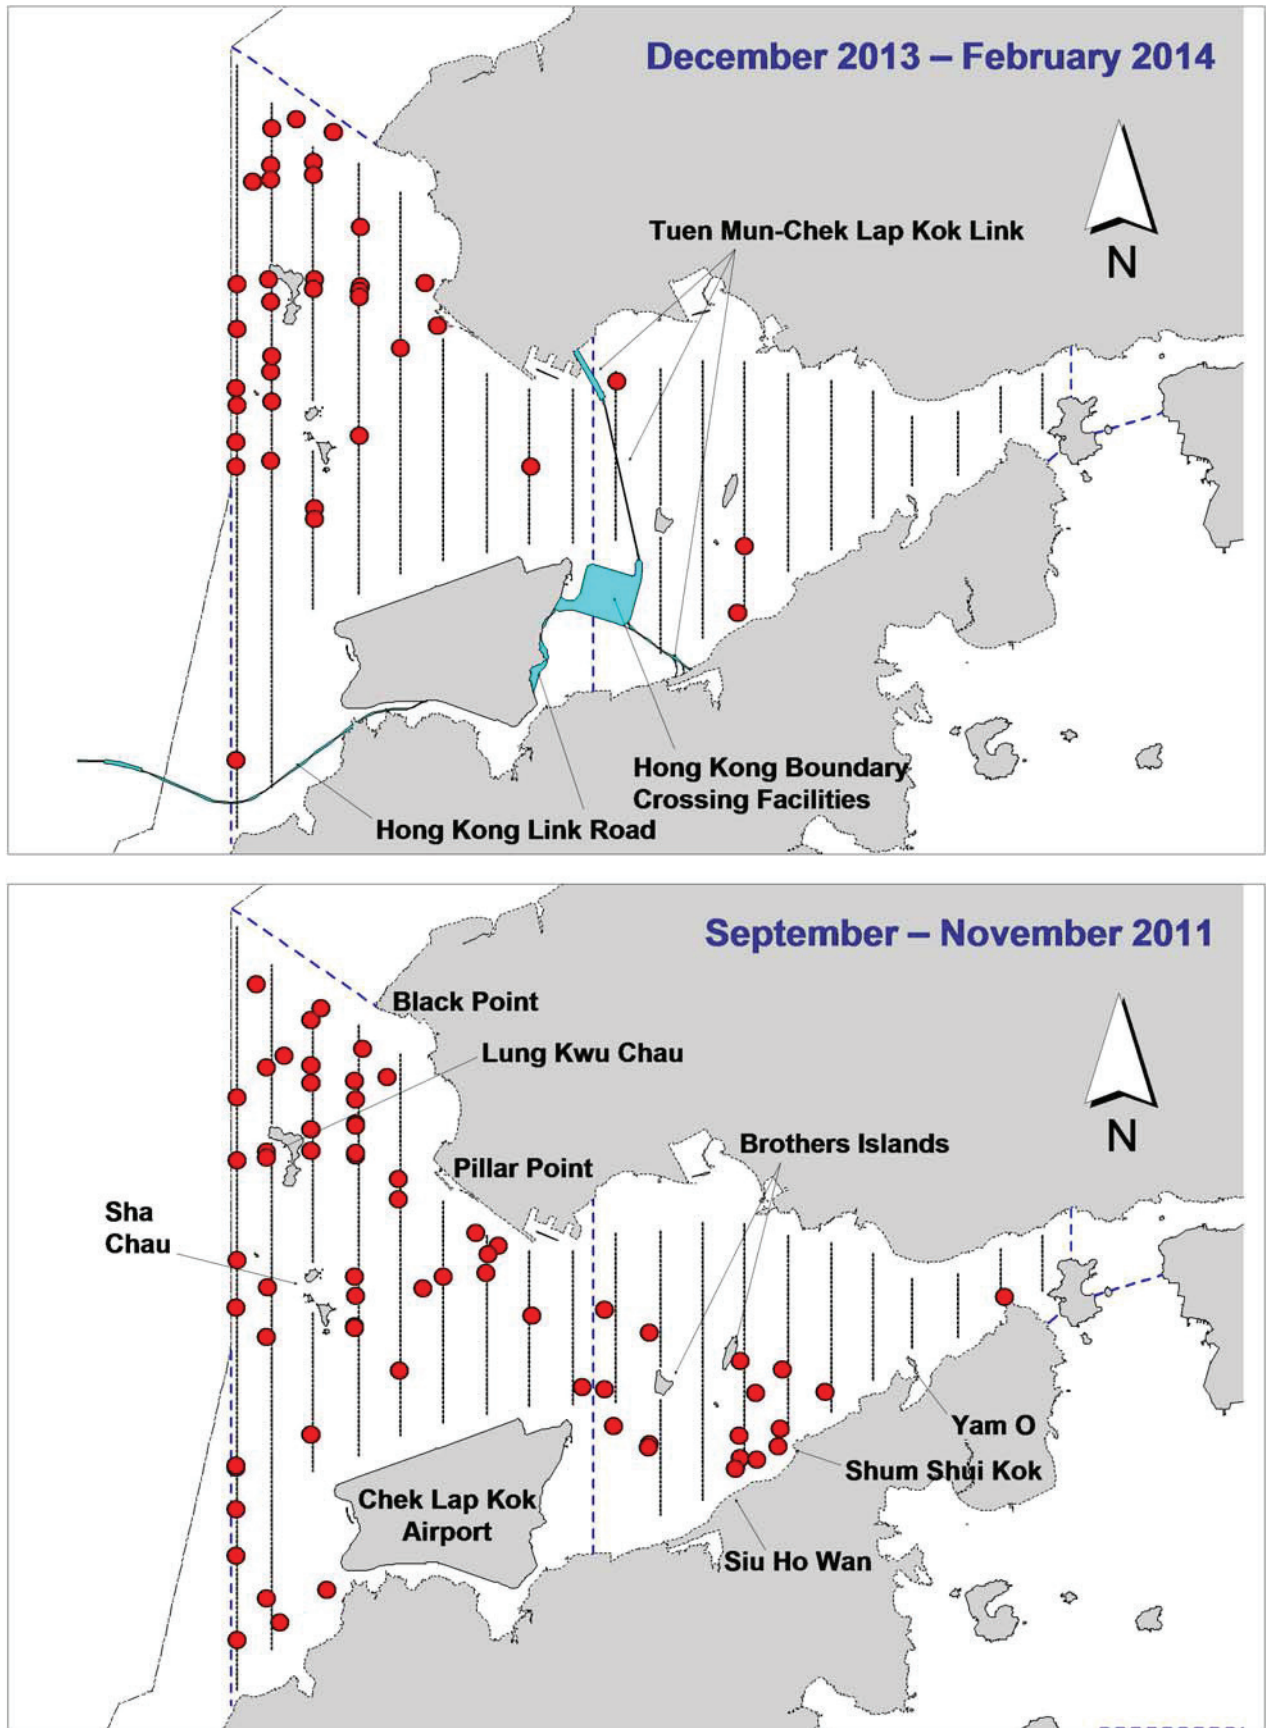 December 2013 – February 2014
Tuen Mun-Chek Lap Kok Link
N
Hong Kong Boundary
Crossing Facilities
Hong Kong Link Road
September – November 2011
Black Point
Lung Kwu Chau
N
Brothers Islands
Pillar Point
Sha
Chau
Yam O
Shum Shui Kok
Chek Lap Kok
Airport
Siu Ho Wan